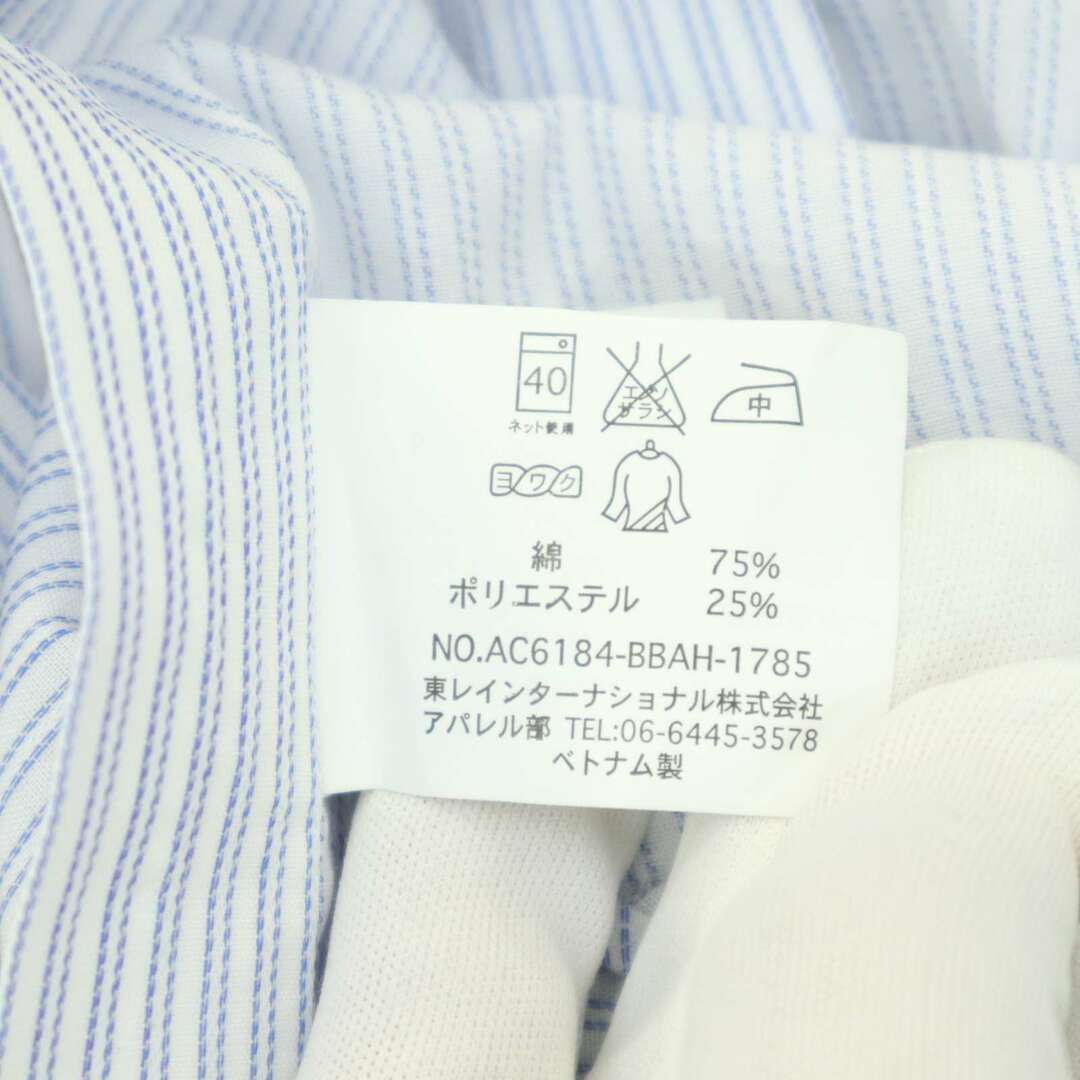 40
ネット使用
エンソ
サラシ
中
ヨワク
綿 75%
ポリエステル 25%
NO.AC6184-BBAH-1785
東レインターナショナル株式会社
アパレル部 TEL:06-6445-3578
ベトナム製